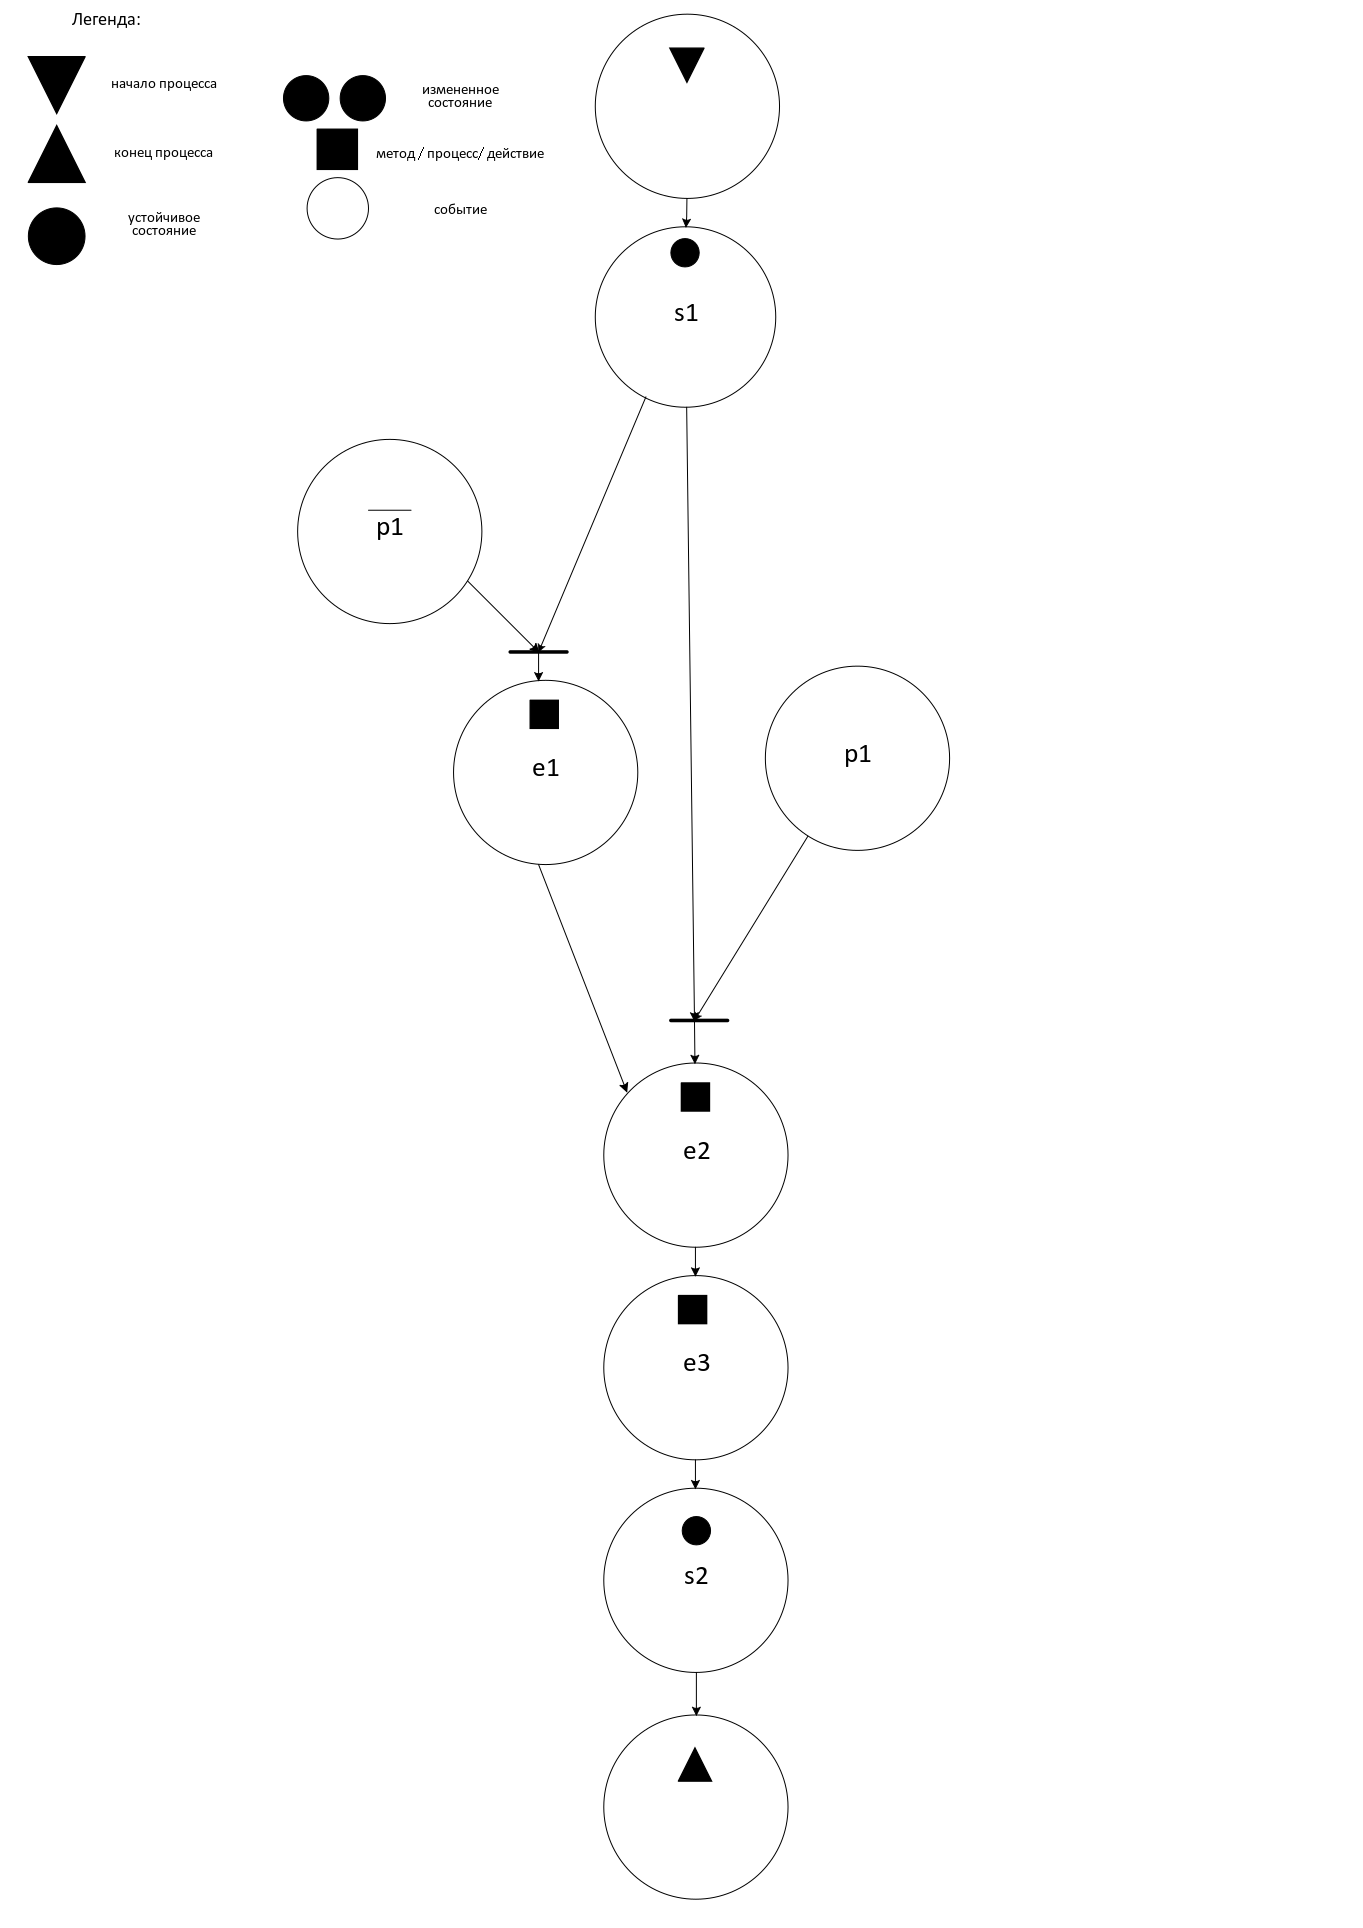 Легенда:
начало процесса
измененное
состояние
конец процесса
метод / процесс/ действие
устойчивое
состояние
событие
s1
p1
e1
p1
e2
e3
s2